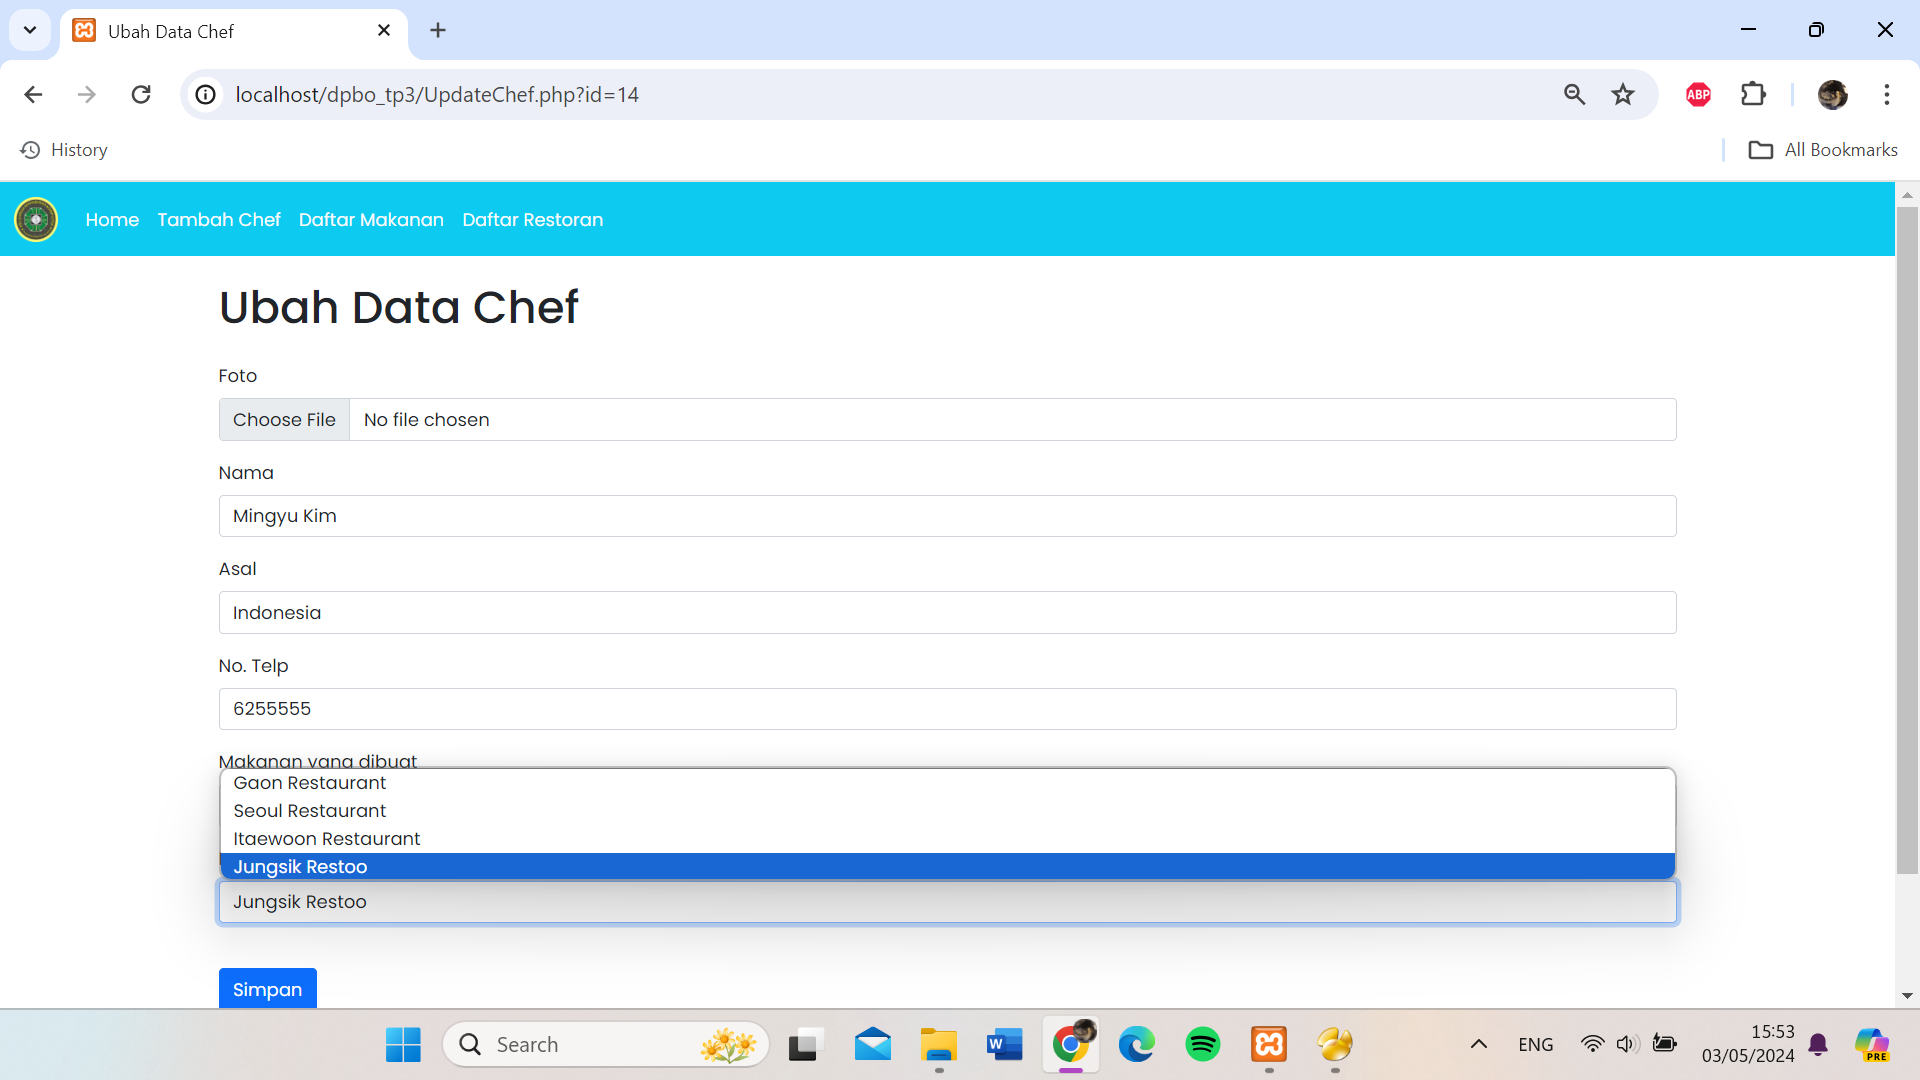 Ubah Data Chef
localhost/dpbo_tp3/UpdateChef.php?id=14
ABP
History
All Bookmarks
Home Tambah Chef Daftar Makanan Daftar Restoran
Ubah Data Chef
Foto
Choose File No file chosen
Nama
Mingyu Kim
Asal
Indonesia
No. Telp
6255555
Makanan yang dibuat
Gaon Restaurant
Seoul Restaurant
Itaewoon Restaurant
Jungsik Restoo
Jungsik Restoo
Simpan
Search
W
ENG
15:53
03/05/2024
PRE